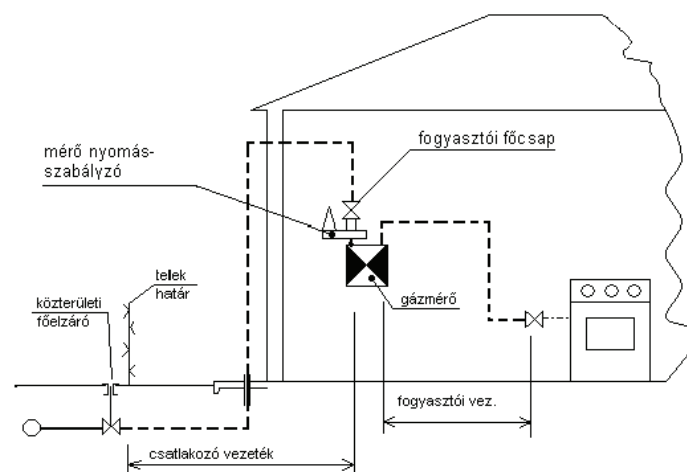 fogyasztói főcsap
mérő nyomás-
szabályzó
telek
határ
közterületi
főelzáró
gázmérő
fogyasztói vez.
csatlakozó vezeték